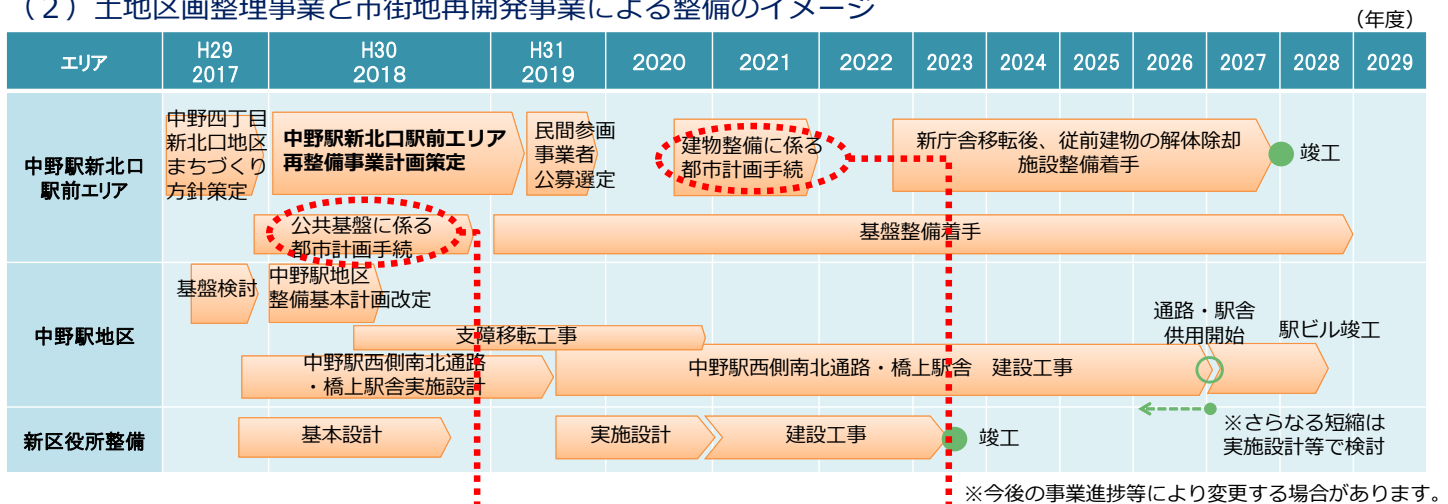 （2）土地区画整理事業と市街地再開発事業による整備のイメージ
（年度）
エリア
H29
2017
H30
2018
H31
2019
2020
2021
2022
2023
2024
2025
2026
2027
2028
2029
中野駅新北口
駅前エリア
中野四丁目
新北口地区
まちづくり
方針策定
中野駅新北口駅前エリア
再整備事業計画策定
民間参画
事業者
公募選定
建物整備に係る
都市計画手続
新庁舎移転後、従前建物の解体除却
施設整備着手
竣工
公共基盤に係る
都市計画手続
基盤整備着手
中野駅地区
基盤検討
中野駅地区
整備基本計画改定
支障移転工事
中野駅西側南北通路
・橋上駅舎実施設計
中野駅西側南北通路・橋上駅舎　建設工事
通路・駅舎
供用開始
駅ビル竣工
※さらなる短縮は
実施設計等で検討
新区役所整備
基本設計
実施設計
建設工事
竣工
※今後の事業進捗等により変更する場合があります。